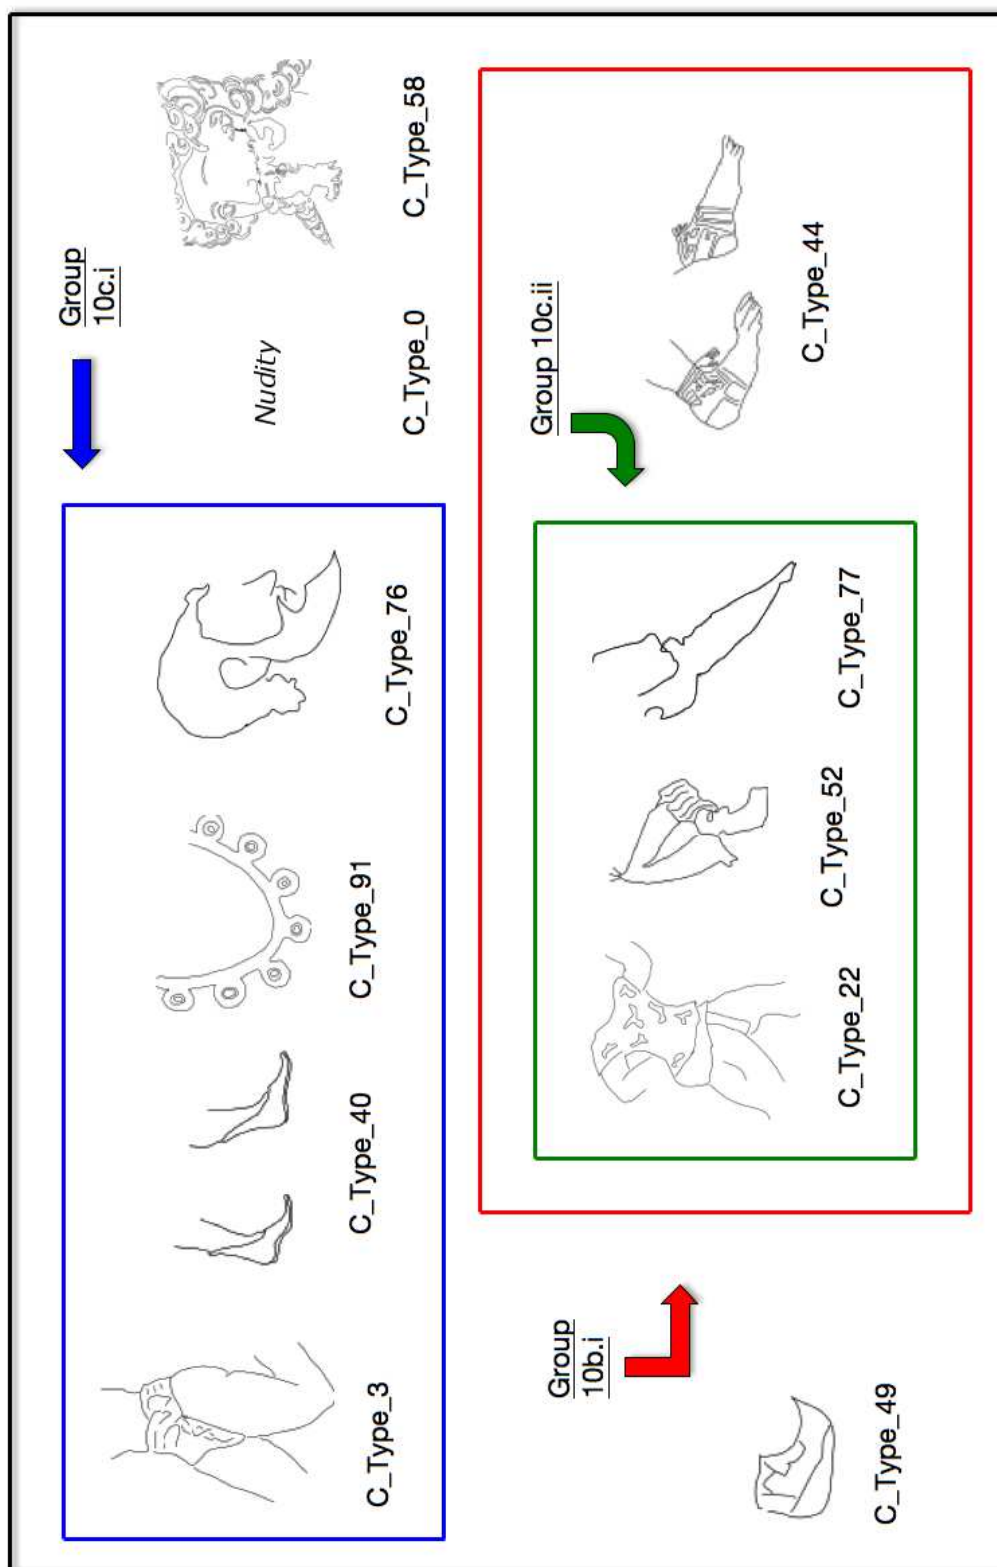 Group
10c.i
C_Type_3
C_Type_40
C_Type_91
C_Type_76
Nudity
C_Type_0
C_Type_58
Group
10b.i
Group 10c.ii
C_Type_49
C_Type_22
C_Type_52
C_Type_77
C_Type_44